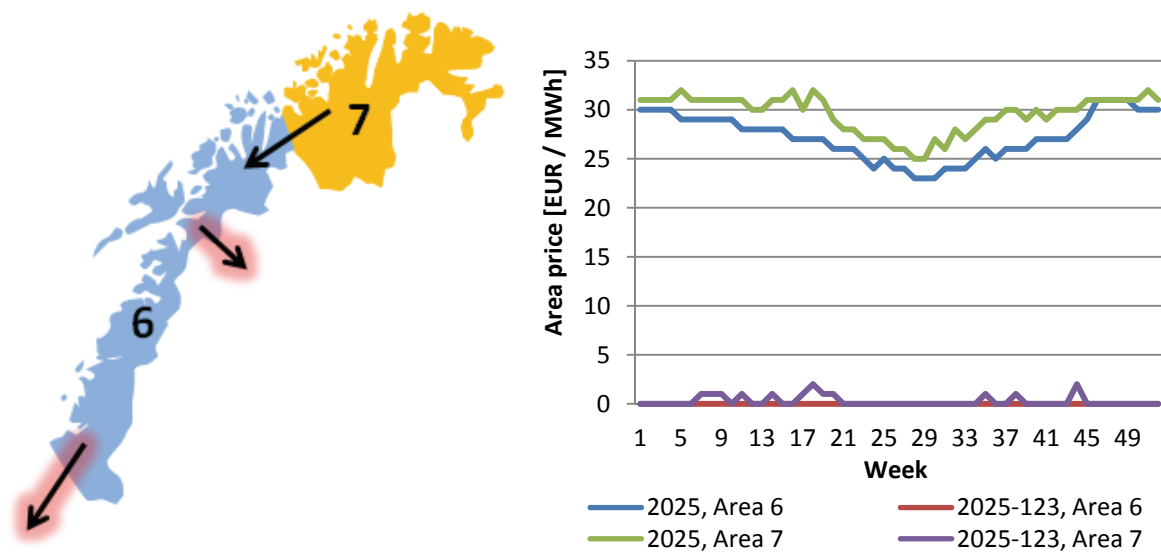 7
6
Area price [EUR / MWh]
35
30
25
20
15
10
5
0
1 5 9 13 17 21 25 29 33 37 41 45 49
Week
2025, Area 6
2025-123, Area 6
2025, Area 7
2025-123, Area 7